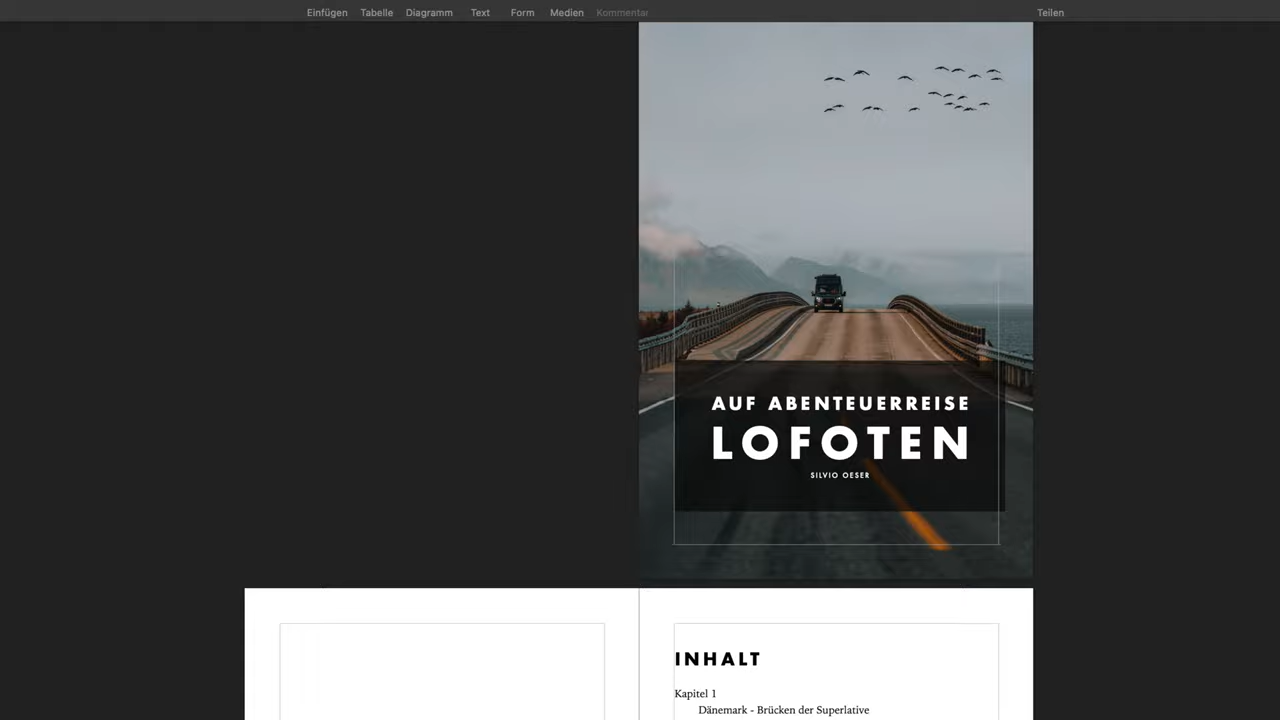 Einfügen Tabelle Diagramm Text Form Medien Kommentar Teilen
AUF ABENTEUERREISE
LOFOTEN
SILVIO OESER
INHALT
Kapitel 1
Dänemark - Brücken der Superlative